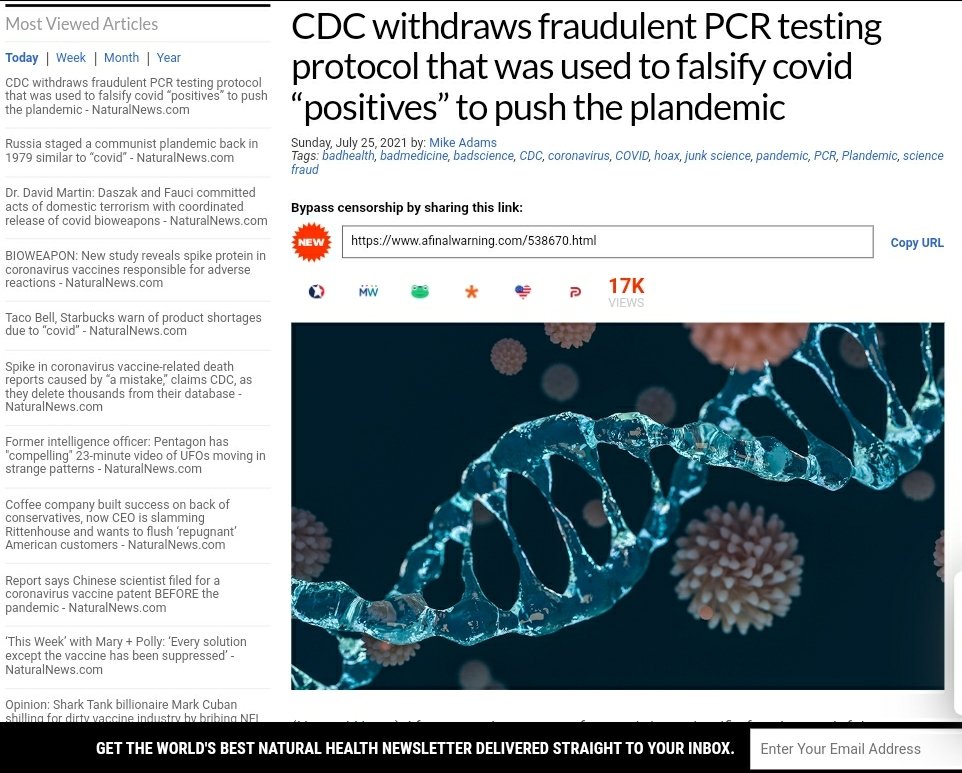 Most Viewed Articles
Today | Week | Month | Year
CDC withdraws fraudulent PCR testing protocol
that was used to falsify covid “positives” to push
the plandemic - NaturalNews.com
Russia staged a communist plandemic back in
1979 similar to “covid” - NaturalNews.com
Dr. David Martin: Daszak and Fauci committed
acts of domestic terrorism with coordinated
release of covid bioweapons - NaturalNews.com
BIOWEAPON: New study reveals spike protein in
coronavirus vaccines responsible for adverse
reactions - NaturalNews.com
Taco Bell, Starbucks warn of product shortages
due to “covid” - NaturalNews.com
Spike in coronavirus vaccine-related death
reports caused by “a mistake,” claims CDC, as
they delete thousands from their database -
NaturalNews.com
Former intelligence officer: Pentagon has
"compelling" 23-minute video of UFOs moving in
strange patterns - NaturalNews.com
Coffee company built success on back of
conservatives, now CEO is slamming
Rittenhouse and wants to flush ‘repugnant’
American customers - NaturalNews.com
Report says Chinese scientist filed for a
coronavirus vaccine patent BEFORE the
pandemic - NaturalNews.com
‘This Week’ with Mary + Polly: ‘Every solution
except the vaccine has been suppressed’ -
NaturalNews.com
Opinion: Shark Tank billionaire Mark Cuban
shilling for dirty vaccine industry by bribing NFL
CDC withdraws fraudulent PCR testing
protocol that was used to falsify covid
“positives” to push the plandemic
Sunday, July 25, 2021 by: Mike Adams
Tags: badhealth, badmedicine, badscience, CDC, coronavirus, COVID, hoax, junk science, pandemic, PCR, Plandemic, science
fraud
Bypass censorship by sharing this link:
NEW
https://www.afinalwarning.com/538670.html
Copy URL
MW
17K
VIEWS
GET THE WORLD'S BEST NATURAL HEALTH NEWSLETTER DELIVERED STRAIGHT TO YOUR INBOX.
Enter Your Email Address